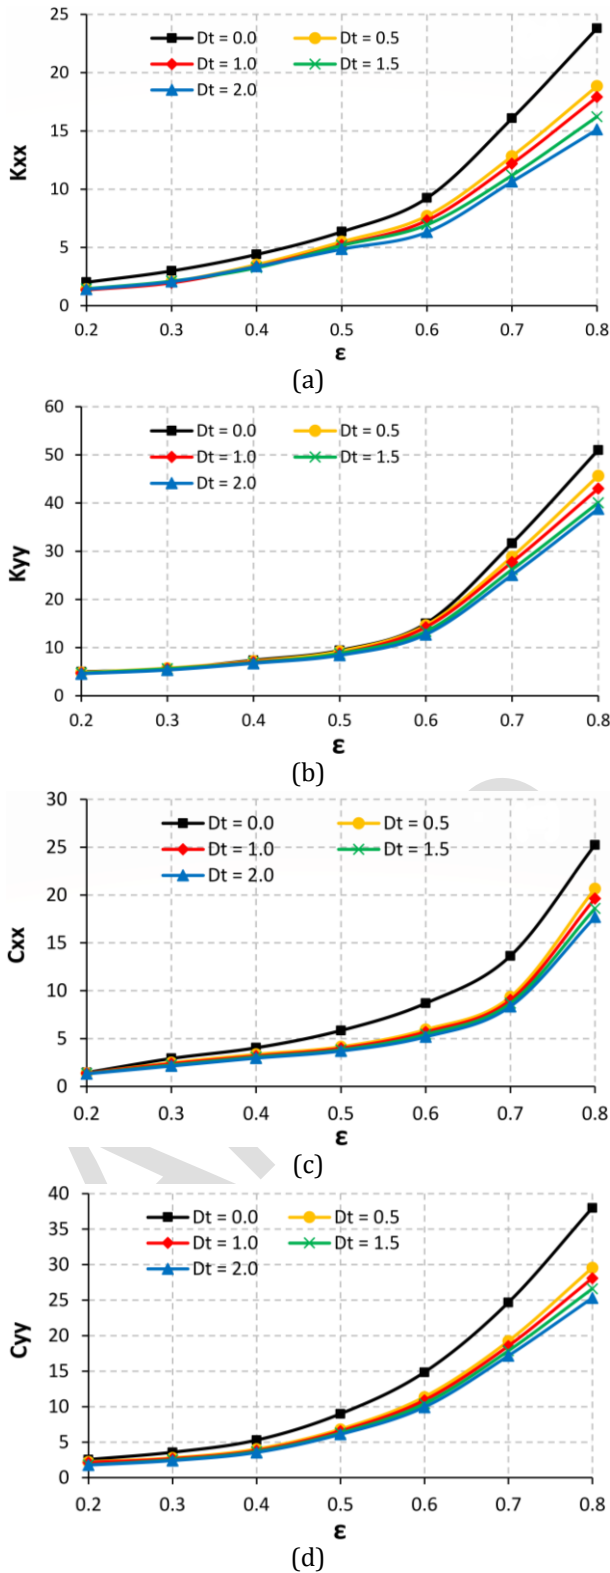 25
20
15
10
5
0
Kxx
Dt = 0.0 Dt = 0.5
Dt = 1.0 Dt = 1.5
Dt = 2.0
0.2 0.3 0.4 0.5 0.6 0.7 0.8
ε
(a)
60
50
40
30
20
10
0
Kyy
Dt = 0.0 Dt = 0.5
Dt = 1.0 Dt = 1.5
Dt = 2.0
0.2 0.3 0.4 0.5 0.6 0.7 0.8
ε
(b)
30
25
20
15
10
5
0
Cxx
Dt = 0.0 Dt = 0.5
Dt = 1.0 Dt = 1.5
Dt = 2.0
0.2 0.3 0.4 0.5 0.6 0.7 0.8
ε
(c)
40
35
30
25
20
15
10
5
0
Cyy
Dt = 0.0 Dt = 0.5
Dt = 1.0 Dt = 1.5
Dt = 2.0
0.2 0.3 0.4 0.5 0.6 0.7 0.8
ε
(d)